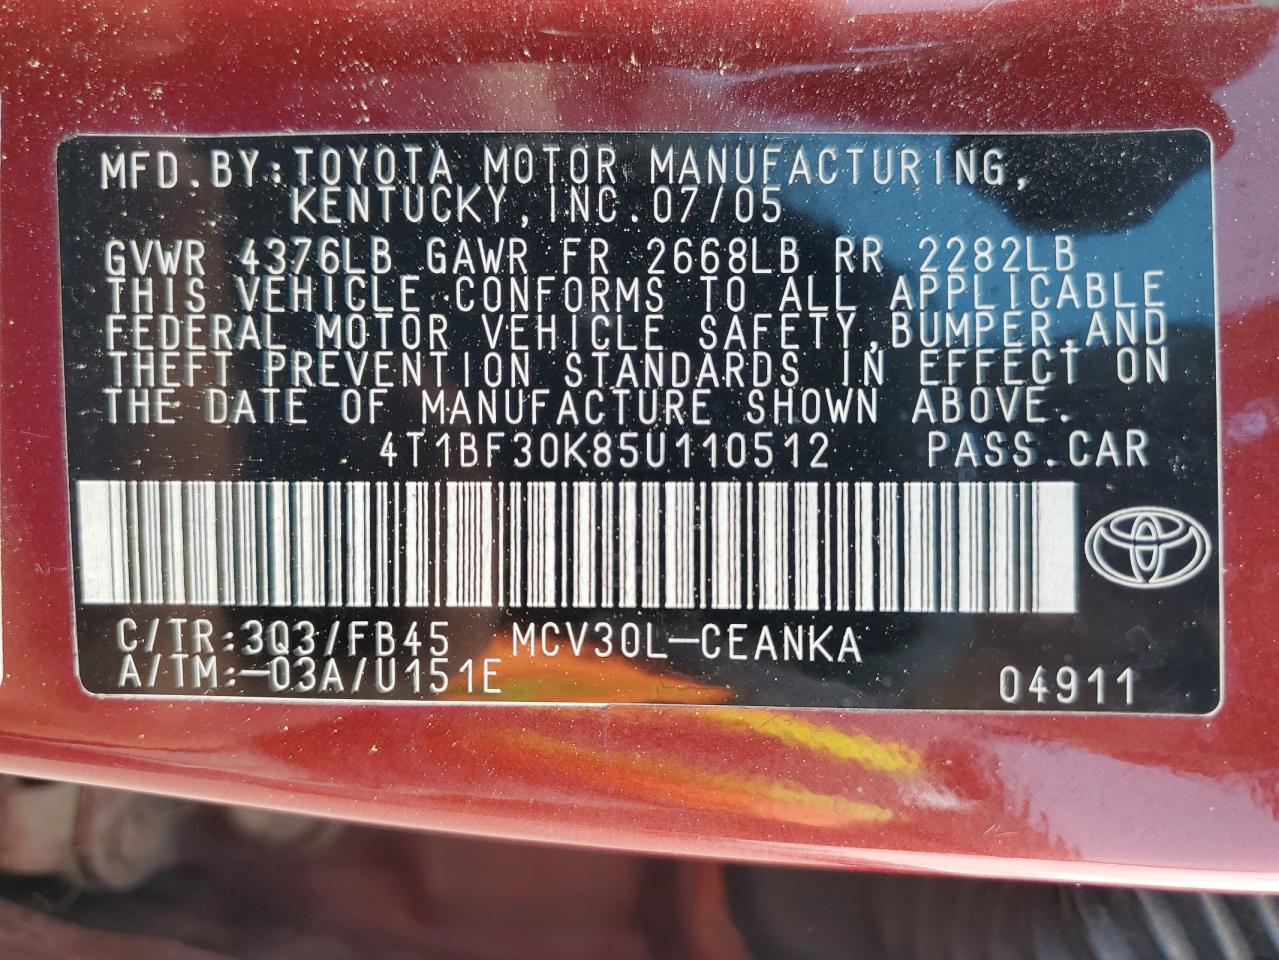 MFD.BY:TOYOTA MOTOR MANUFACTURING,
KENTUCKY, INC. 07/05
GVWR 4376LB GAWR FR 2668LB RR 2282LB
THIS VEHICLE CONFORMS TO ALL APPLICABLE
FEDERAL MOTOR VEHICLE SAFETY,BUMPER,AND
THEFT PREVENTION STANDARDS IN EFFECT ON
THE DATE OF MANUFACTURE SHOWN ABOVE.
4T1BF30K85U110512 PASS.CAR
C/TR:3Q3/FB45 MCV30L-CEANKA
A/TM:-03A/U151E 04911